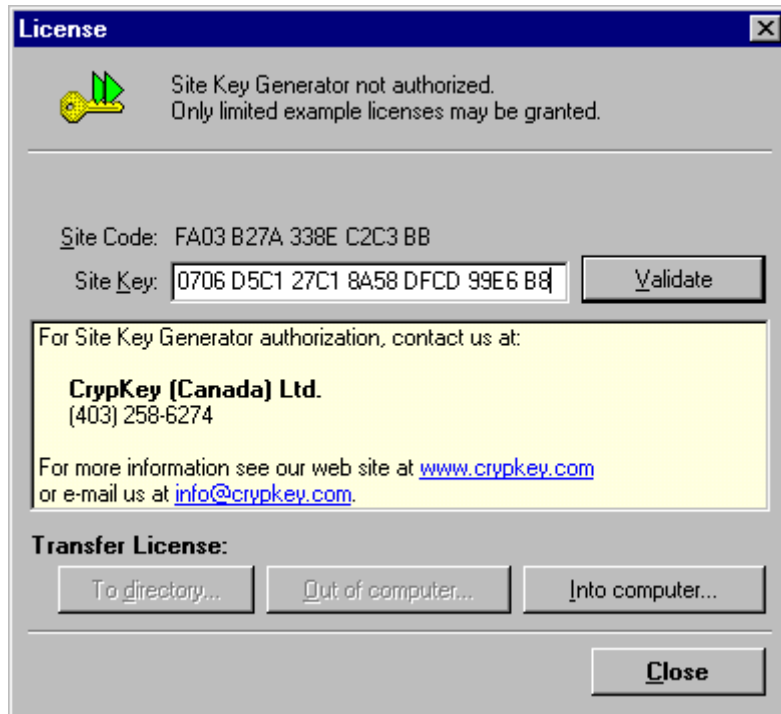 License
Site Key Generator not authorized.
Only limited example licenses may be granted.
Site Code: FA03 B27A 338E C2C3 BB
Site Key: 0706 D5C1 27C1 8A58 DFCD 99E6 B8
Validate
For Site Key Generator authorization, contact us at:
CrypKey (Canada) Ltd.
(403) 258-6274
For more information see our web site at www.crypkey.com
or e-mail us at info@crypkey.com.
Transfer License:
To directory... Out of computer... Into computer...
Close